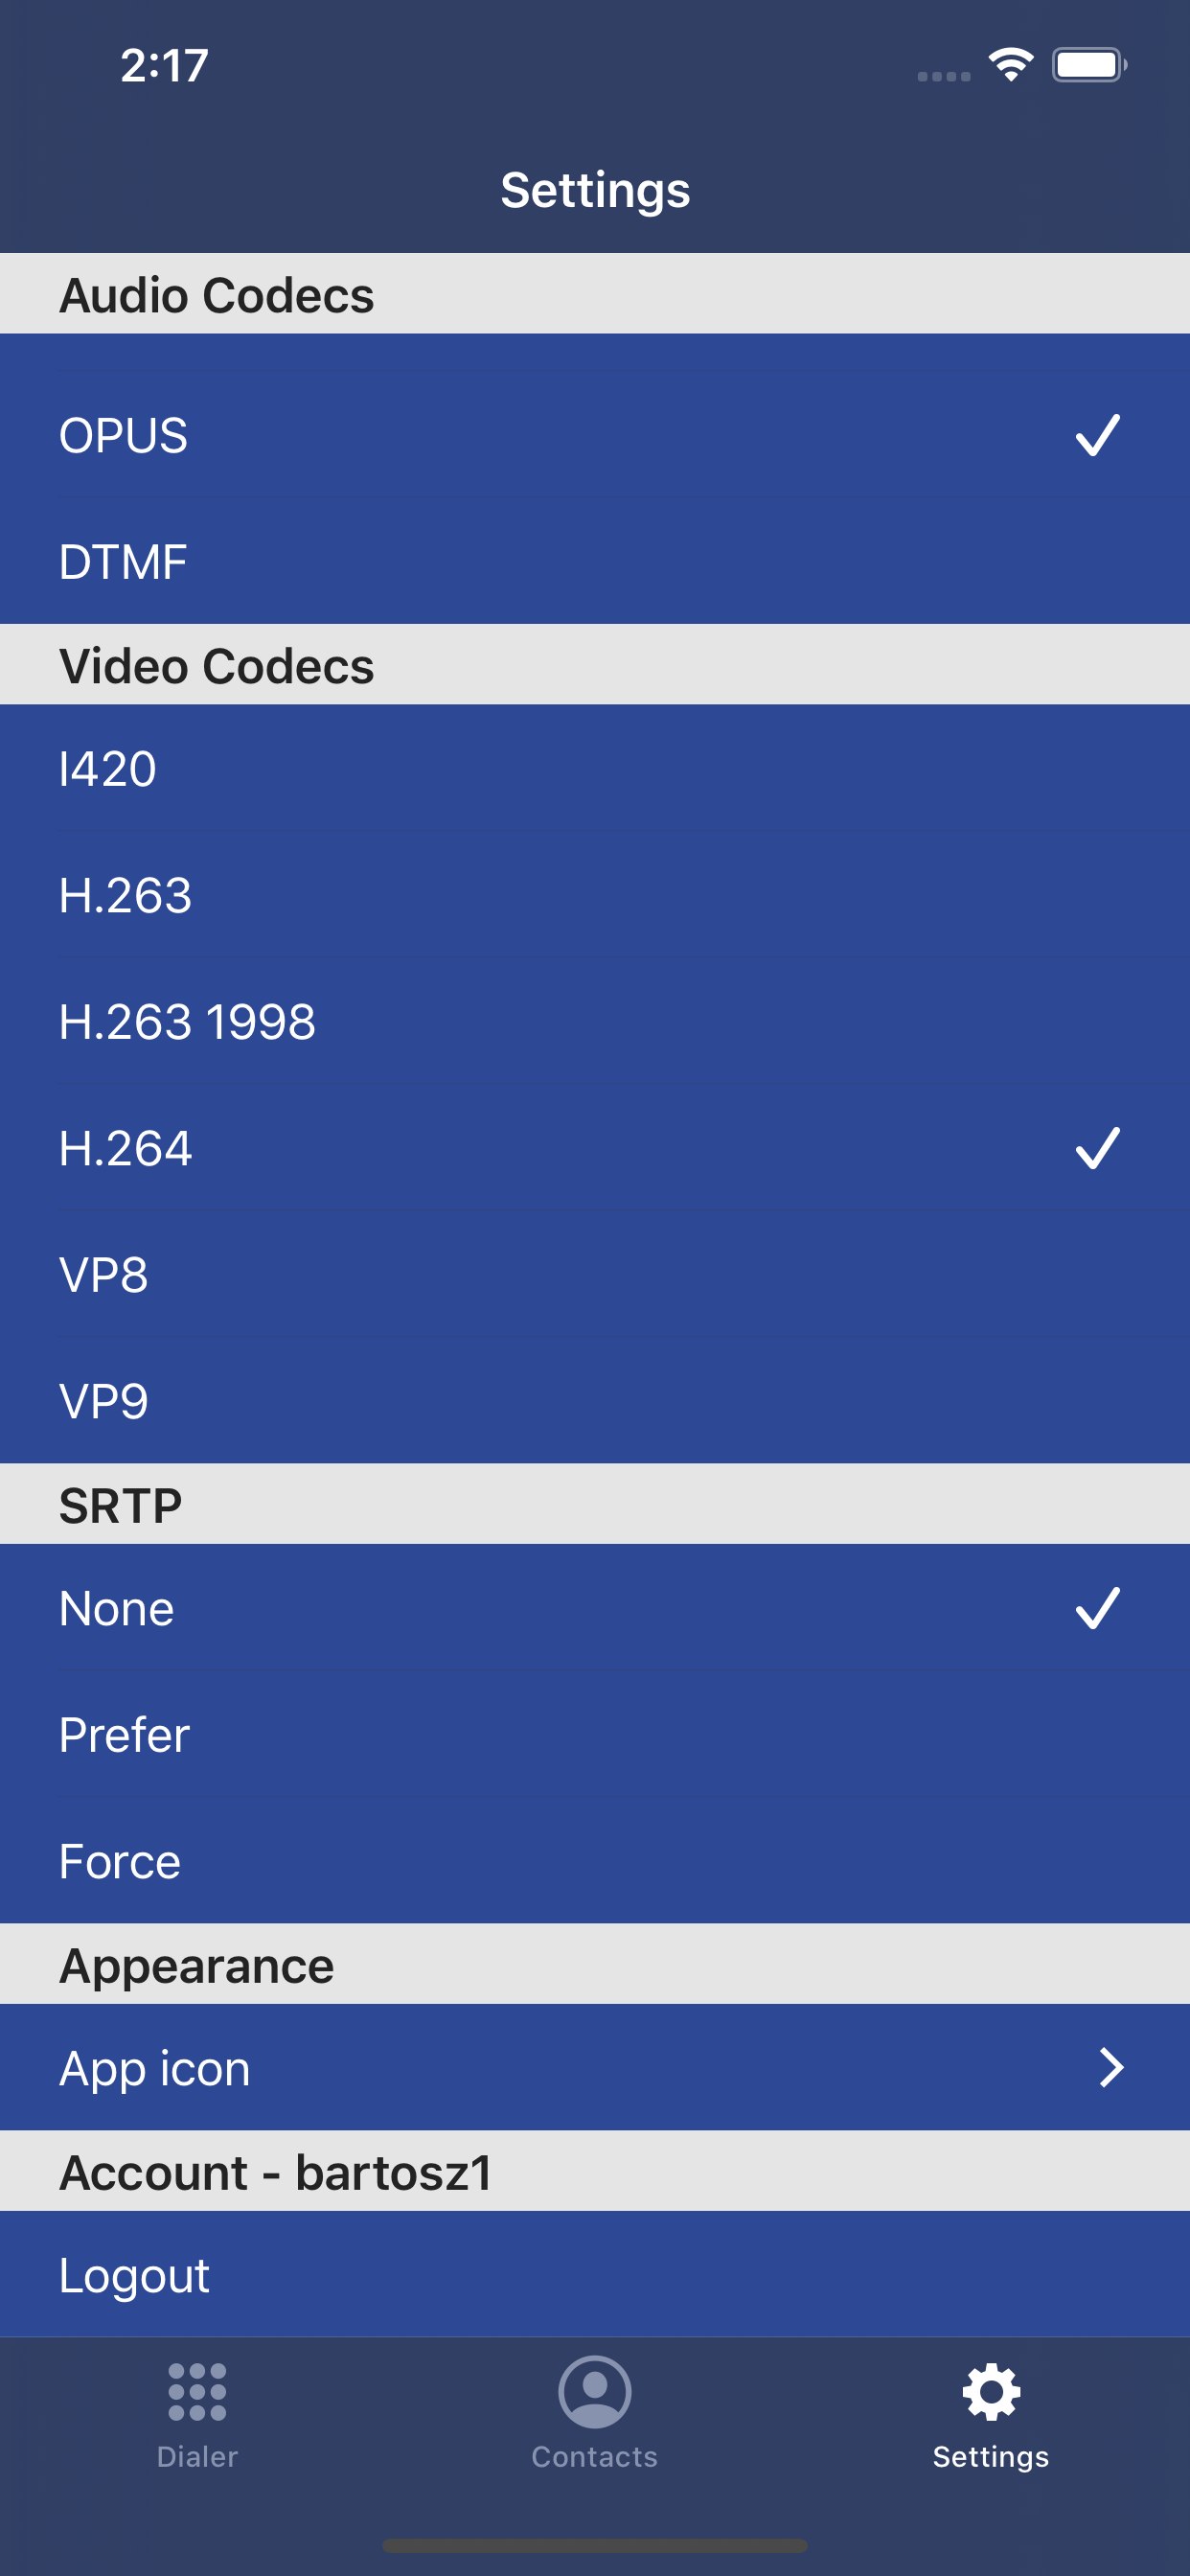 2:17
Settings
Audio Codecs
OPUS
DTMF
Video Codecs
I420
H.263
H.263 1998
H.264
VP8
VP9
SRTP
None
Prefer
Force
Appearance
App icon
Account - bartosz1
Logout
Dialer
Contacts
Settings